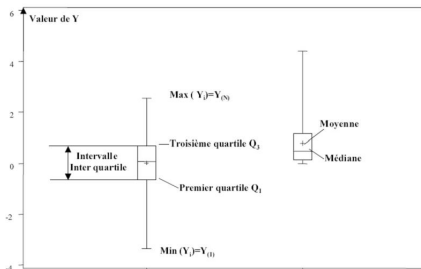 6
Valeur de Y
4
Max ( Yᵢ)=Y₍N₎
2
Moyenne
Troisième quartile Q₃
Intervalle
Médiane
0
Inter quartile
Premier quartile Q₁
-2
Min (Yᵢ)=Y₍₁₎
-4